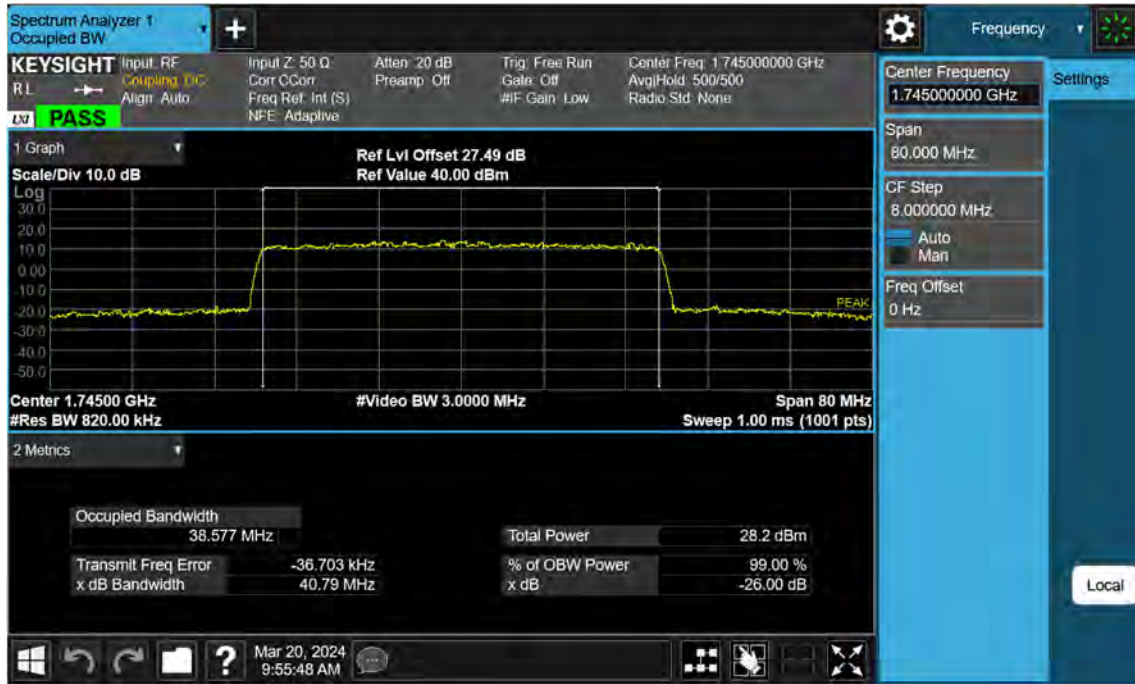 Spectrum Analyzer 1
Occupied BW
+
Frequency
KEYSIGHT
RL
LXI
PASS
Input: RF
Coupling: DC
Align: Auto
Input Z: 50 Ω
Corr CCorr
Freq Ref: Int (S)
NFE: Adaptive
Atten: 20 dB
Preamp: Off
Trig: Free Run
Gate: Off
#IF Gain: Low
Center Freq: 1.745000000 GHz
Avg|Hold: 500/500
Radio Std: None
1 Graph
Scale/Div 10.0 dB
Ref Lvl Offset 27.49 dB
Ref Value 40.00 dBm
Log
30.0
20.0
10.0
0.00
-10.0
-20.0
-30.0
-40.0
-50.0
PEAK
Center 1.74500 GHz
#Video BW 3.0000 MHz
Span 80 MHz
#Res BW 820.00 kHz
Sweep 1.00 ms (1001 pts)
2 Metrics
Occupied Bandwidth
38.577 MHz
Total Power 28.2 dBm
Transmit Freq Error -36.703 kHz
% of OBW Power 99.00 %
x dB Bandwidth 40.79 MHz
x dB -26.00 dB
Mar 20, 2024
9:55:48 AM
?
Center Frequency
1.745000000 GHz
Settings
Span
80.000 MHz
CF Step
8.000000 MHz
Auto
Man
Freq Offset
0 Hz
Local